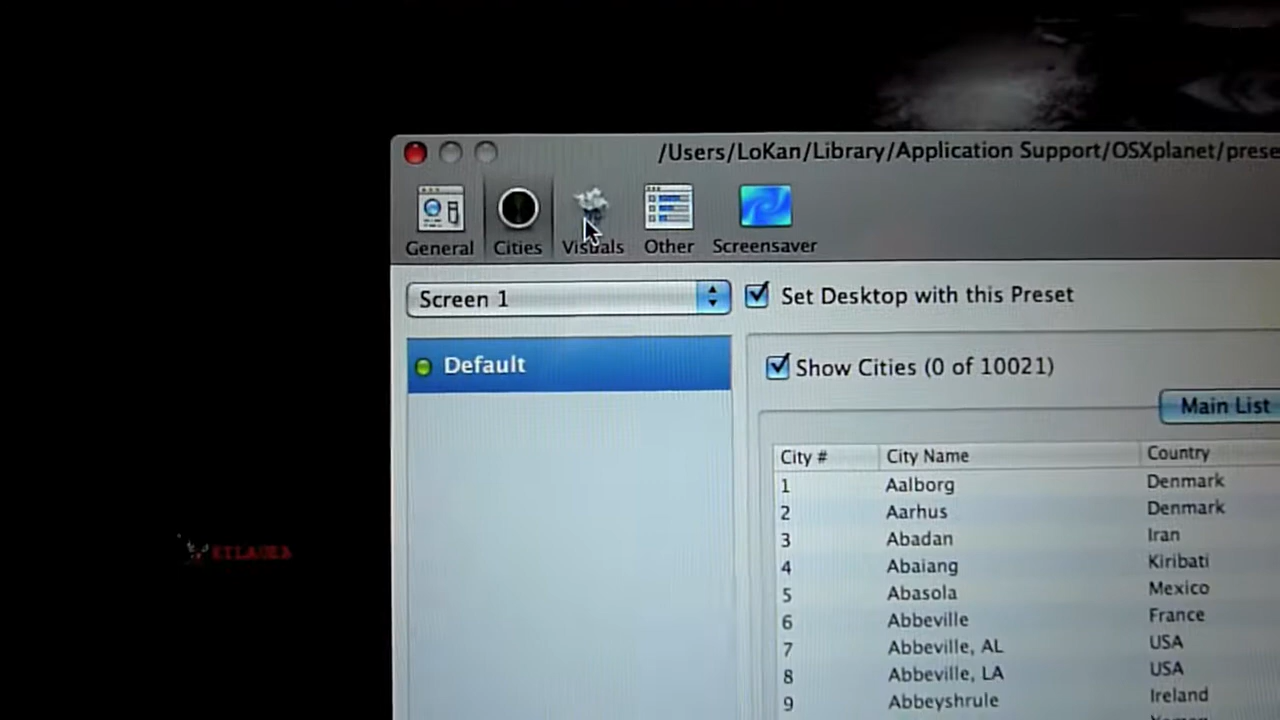 /Users/LoKan/Library/Application Support/OSXplanet/prese
General Cities Visuals Other Screensaver
Screen 1
Set Desktop with this Preset
Default
Show Cities (0 of 10021)
Main List
City # City Name Country
1 Aalborg Denmark
2 Aarhus Denmark
3 Abadan Iran
4 Abaiang Kiribati
5 Abasola Mexico
6 Abbeville France
7 Abbeville, AL USA
8 Abbeville, LA USA
9 Abbeyshrule Ireland
KILAUEA